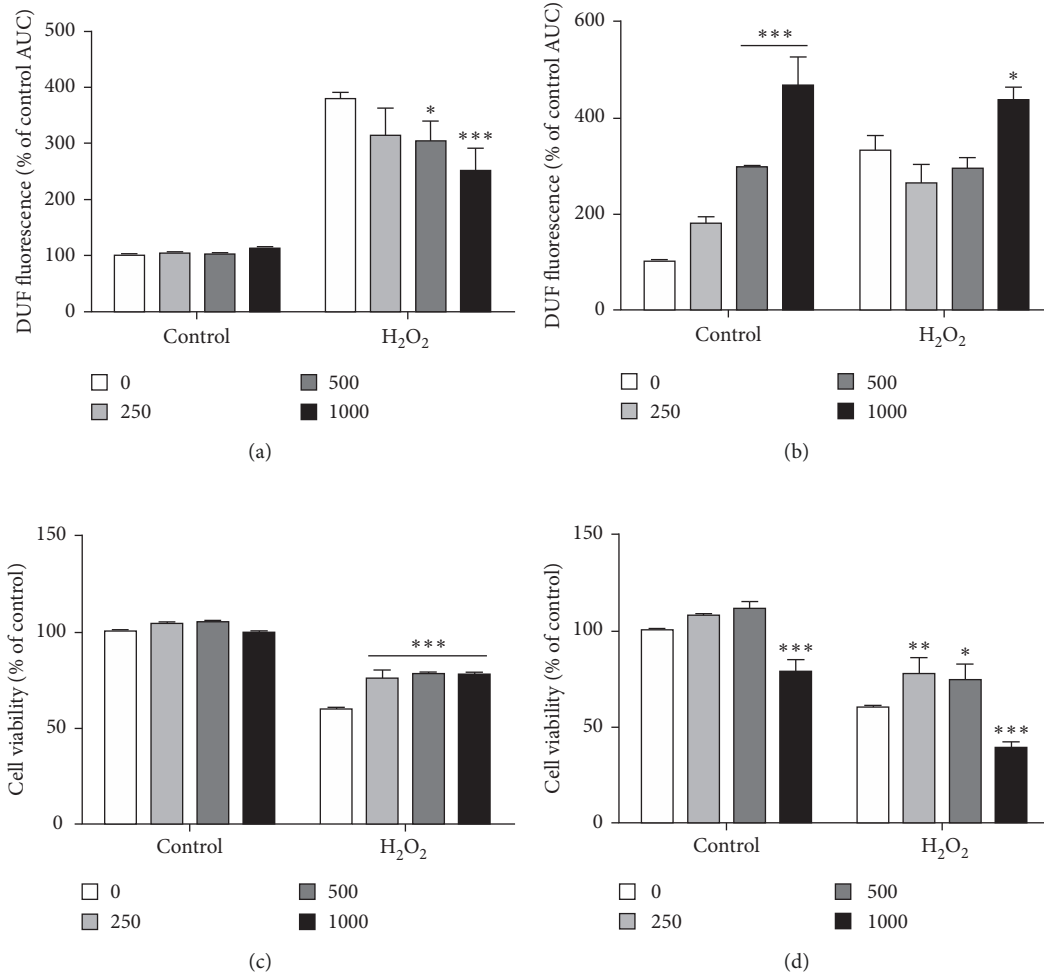 DUF fluorescence (% of control AUC)
500
400
300
200
100
0
*
***
Control
H2O2
0
500
250
1000
(a)
DUF fluorescence (% of control AUC)
600
400
200
0
***
*
Control
H2O2
0
500
250
1000
(b)
Cell viability (% of control)
150
100
50
0
***
Control
H2O2
0
500
250
1000
(c)
Cell viability (% of control)
150
100
50
0
***
**
*
***
Control
H2O2
0
500
250
1000
(d)